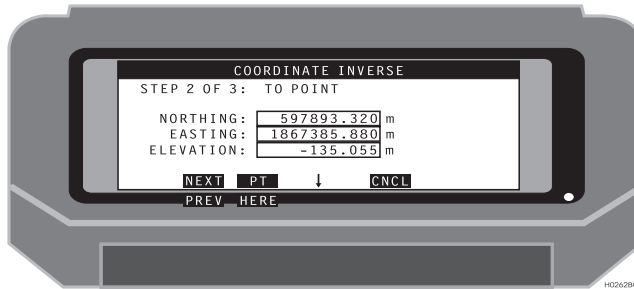 COORDINATE INVERSE
STEP 2 OF 3: TO POINT
NORTHING: 597893.320 m
EASTING: 1867385.880 m
ELEVATION: -135.055 m
NEXT PT ↓ CNCL
PREV HERE